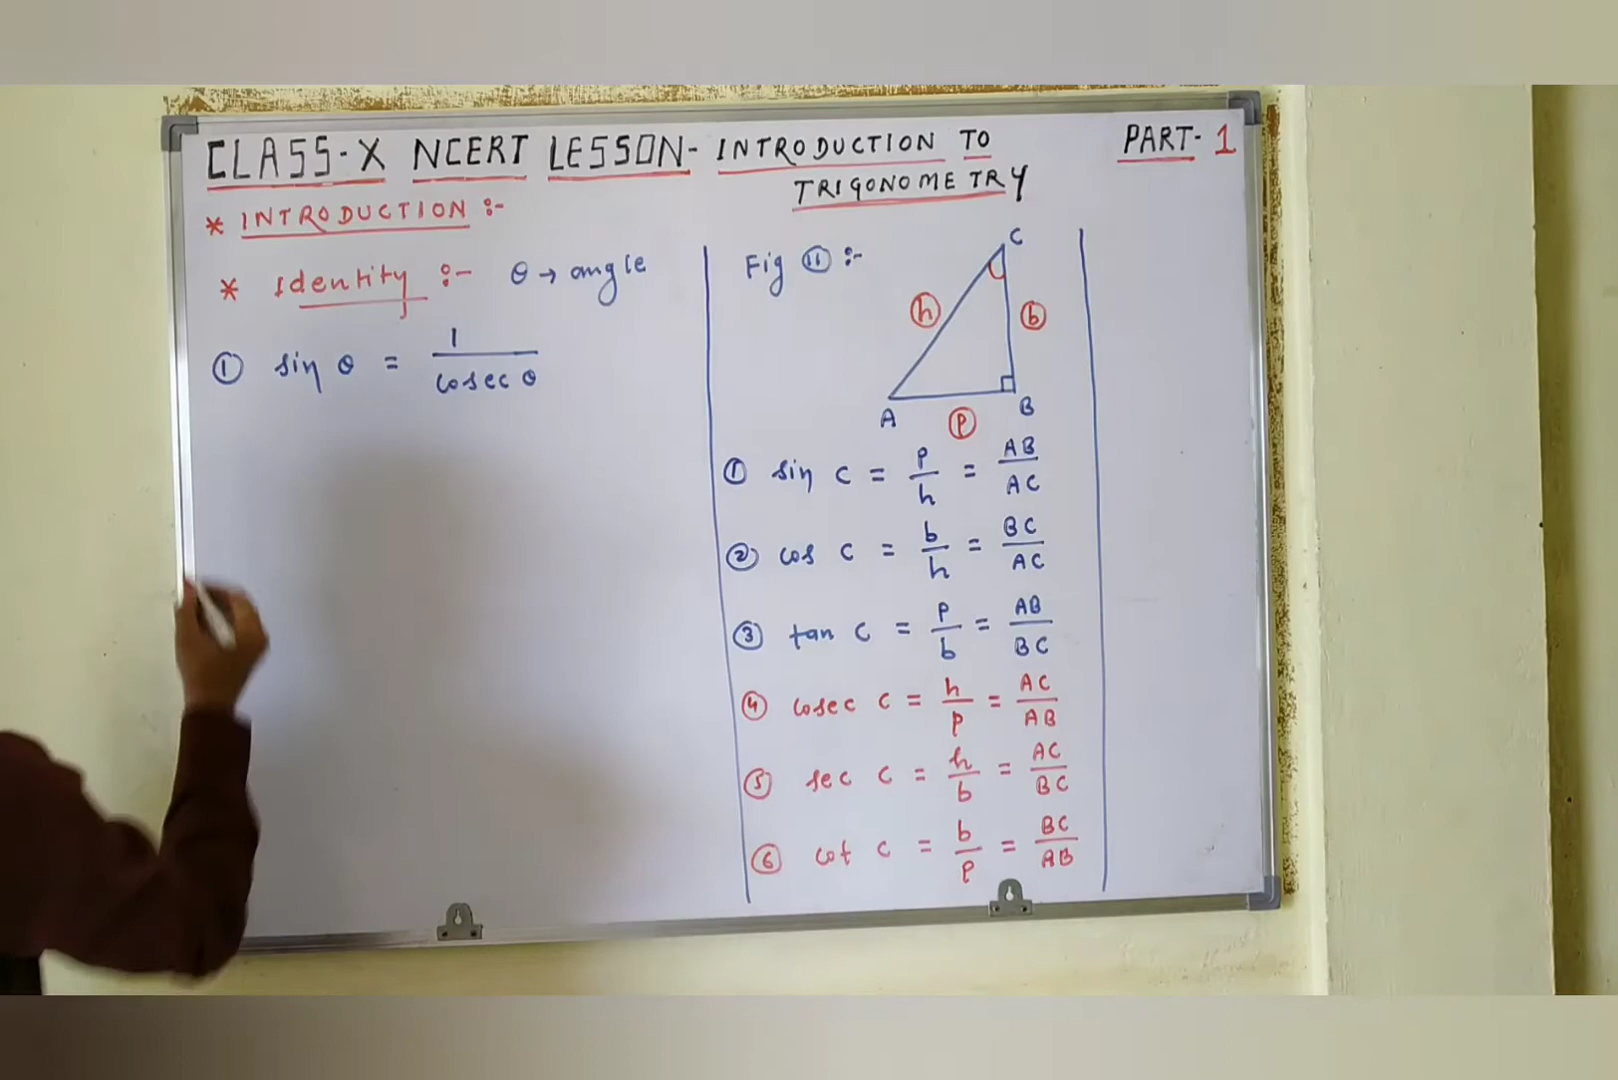 CLASS-X NCERT LESSON- INTRODUCTION TO
TRIGONOMETRY
PART- 1
* INTRODUCTION :-
* Identity :- θ → angle
① sin θ = 1/cosec θ
Fig ⑪ :-
C
h
b
A
B
p
① sin C = p/h = AB/AC
② cos C = b/h = BC/AC
③ tan C = p/b = AB/BC
④ cosec C = h/p = AC/AB
⑤ sec C = h/b = AC/BC
⑥ cot C = b/p = BC/AB